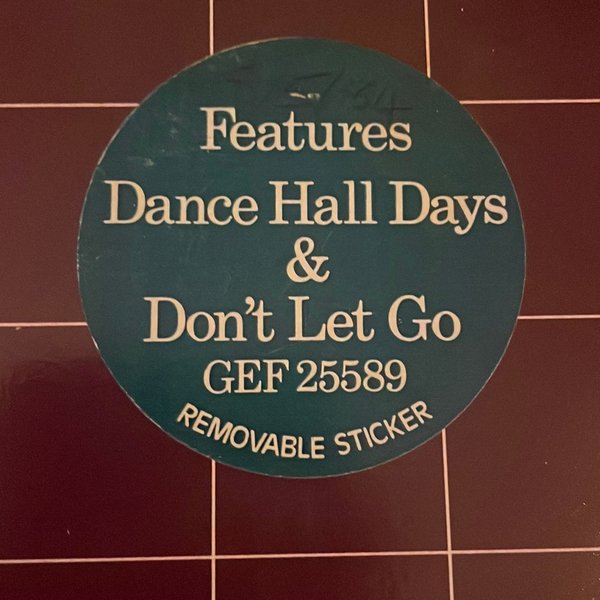 Features
Dance Hall Days
&
Don't Let Go
GEF 25589
REMOVABLE STICKER